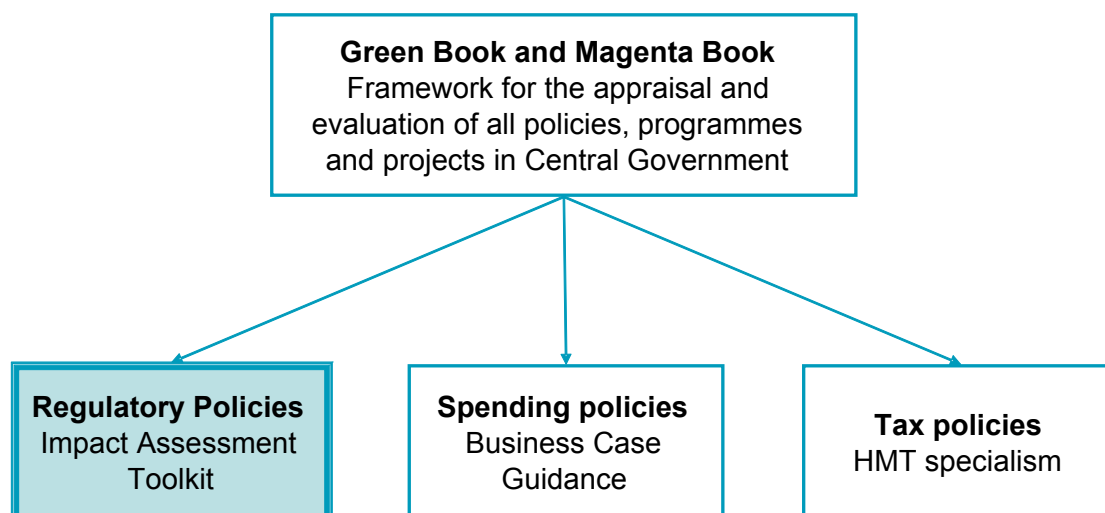 Green Book and Magenta Book
Framework for the appraisal and
evaluation of all policies, programmes
and projects in Central Government
Regulatory Policies
Impact Assessment
Toolkit
Spending policies
Business Case
Guidance
Tax policies
HMT specialism